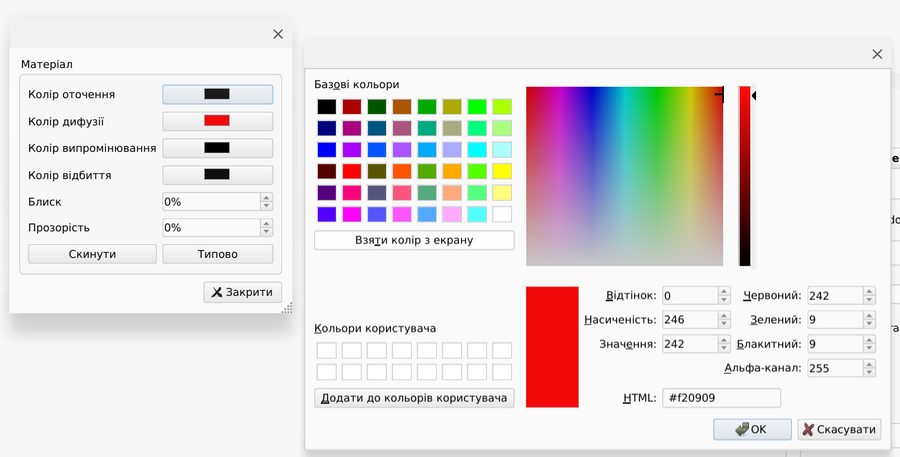 Матеріал
Колір оточення
Колір дифузії
Колір випромінювання
Колір відбиття
Блиск 0%
Прозорість 0%
Скинути Типово
Закрити
Базові кольори
Взяти колір з екрану
Кольори користувача
Додати до кольорів користувача
Відтінок: 0 Червоний: 242
Насиченість: 246 Зелений: 9
Значення: 242 Блакитний: 9
Альфа-канал: 255
HTML: #f20909
OK Скасувати